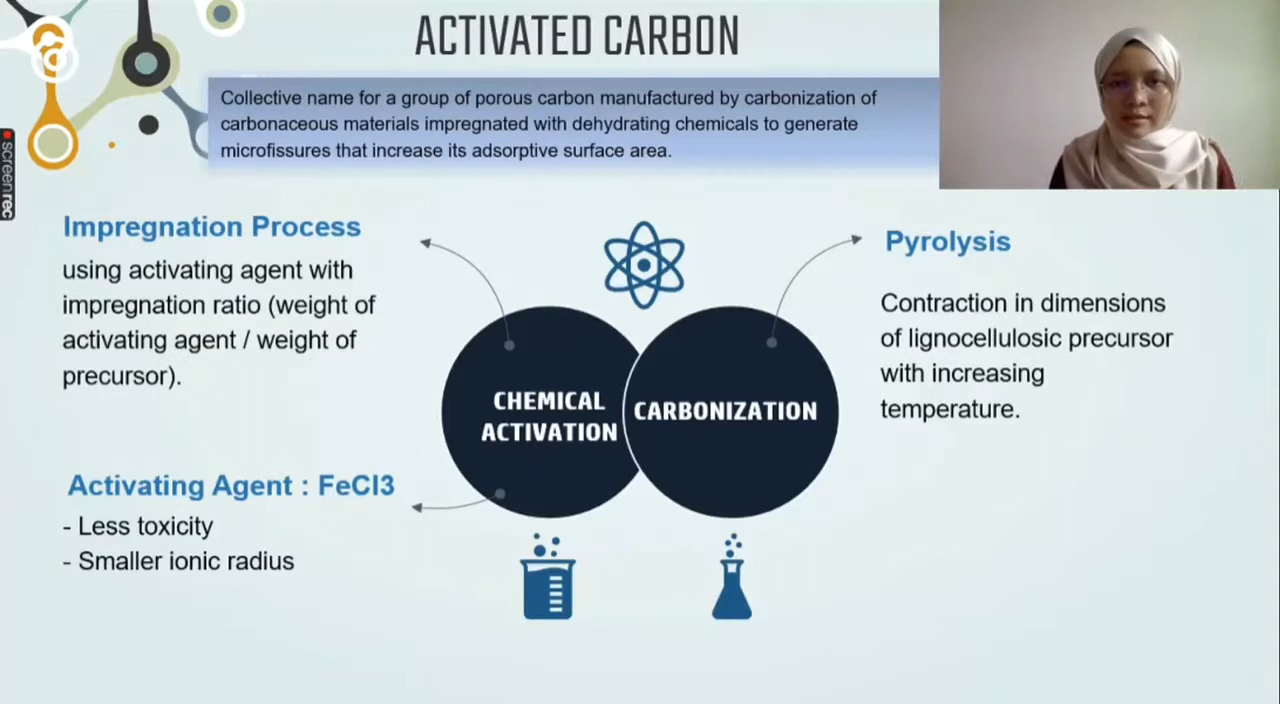 ACTIVATED CARBON
Collective name for a group of porous carbon manufactured by carbonization of
carbonaceous materials impregnated with dehydrating chemicals to generate
microfissures that increase its adsorptive surface area.
screenrec
Impregnation Process
using activating agent with
impregnation ratio (weight of
activating agent / weight of
precursor).
Activating Agent : FeCl3
- Less toxicity
- Smaller ionic radius
CHEMICAL
ACTIVATION
CARBONIZATION
Pyrolysis
Contraction in dimensions
of lignocellulosic precursor
with increasing
temperature.